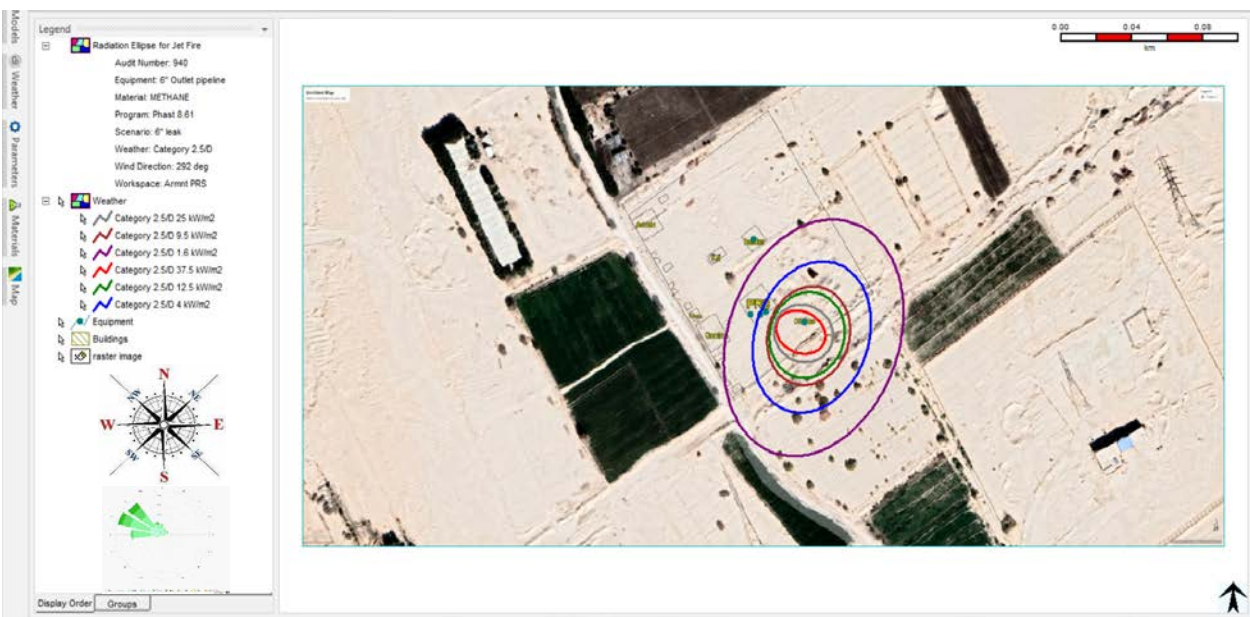 Models
Weather
Parameters
Materials
Map
Legend
Radiation Ellipse for Jet Fire
Audit Number: 940
Equipment: 6" Outlet pipeline
Material: METHANE
Program: Phast 8.61
Scenario: 6" leak
Weather: Category 2.5/D
Wind Direction: 292 deg
Workspace: Armnt PRS
Weather
Category 2.5/D 25 kW/m2
Category 2.5/D 9.5 kW/m2
Category 2.5/D 1.6 kW/m2
Category 2.5/D 37.5 kW/m2
Category 2.5/D 12.5 kW/m2
Category 2.5/D 4 kW/m2
Equipment
Buildings
raster image
N
NW
NE
W
E
SW
SE
S
Display Order
Groups
0.00 0.04 0.08
km
PRS